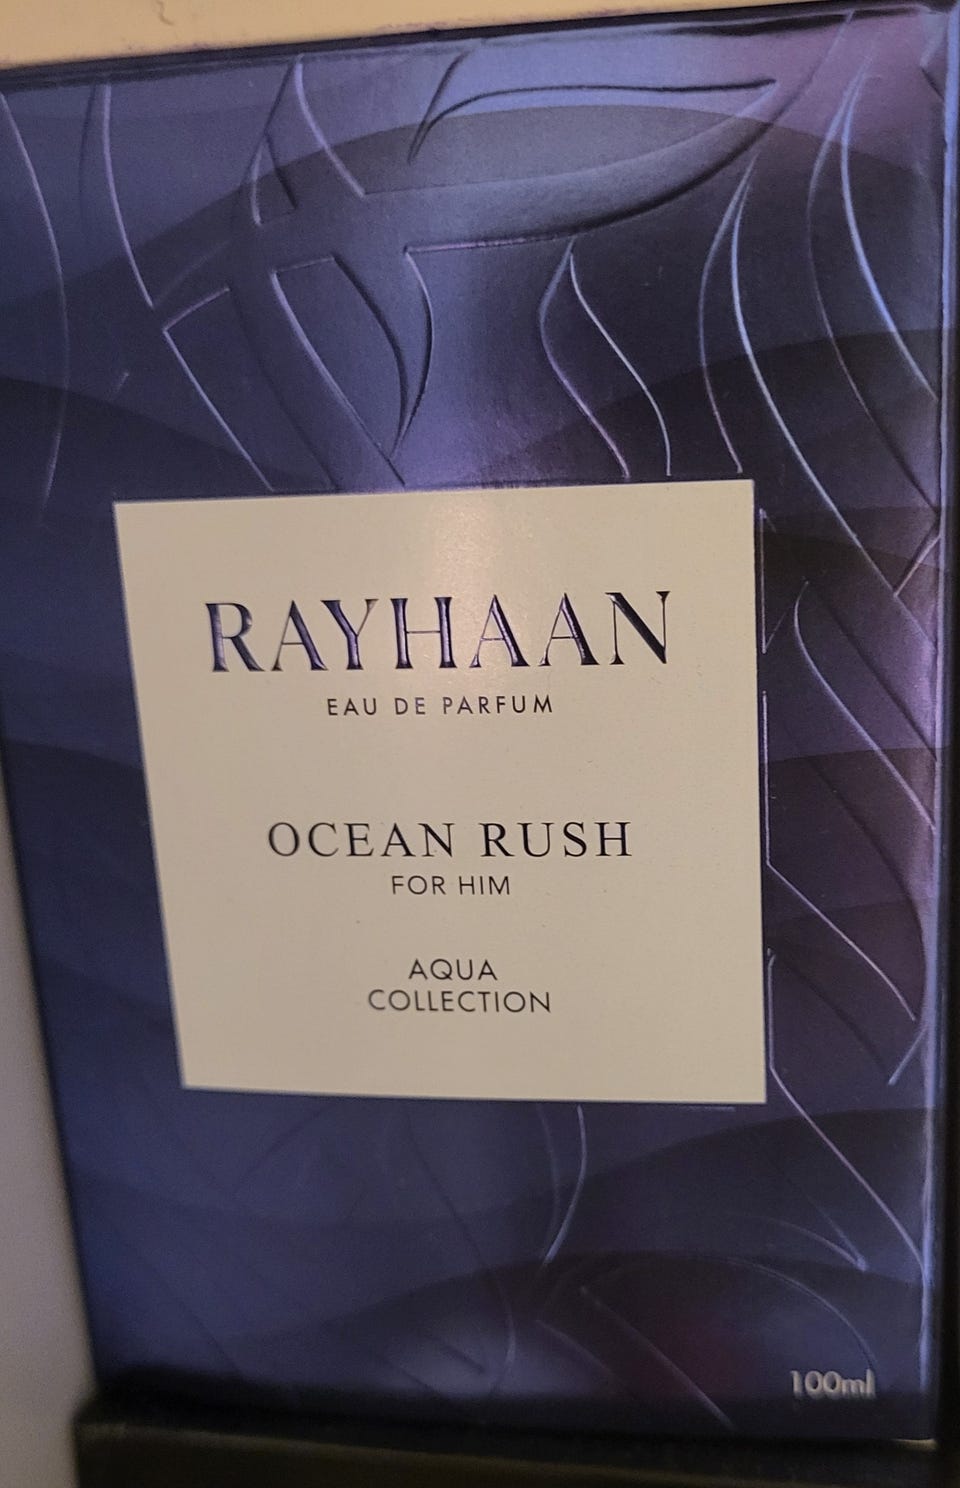 RAYHAAN
EAU DE PARFUM
OCEAN RUSH
FOR HIM
AQUA
COLLECTION
100ml